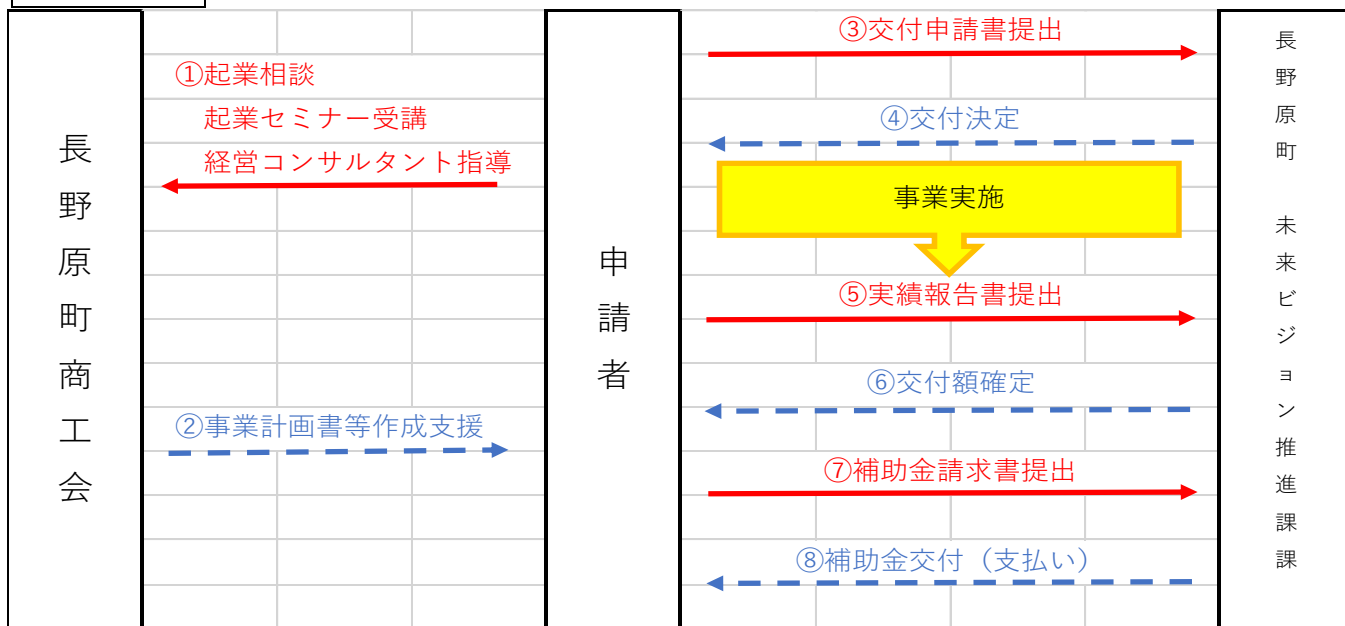 長野原町商工会
①起業相談
起業セミナー受講
経営コンサルタント指導
②事業計画書等作成支援
申請者
③交付申請書提出
④交付決定
事業実施
⑤実績報告書提出
⑥交付額確定
⑦補助金請求書提出
⑧補助金交付（支払い）
長野原町　未来ビジョン推進課課